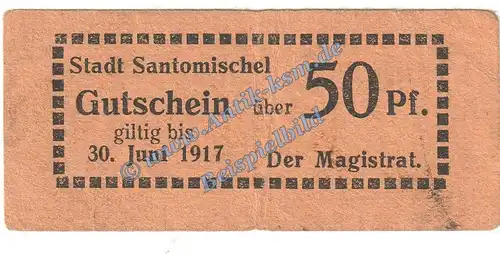 Stadt Santomischel
Gutschein über 50 Pf.
giltig bis
30. Juni 1917 Der Magistrat.
www.Antik-ksm.de
Beispielbild